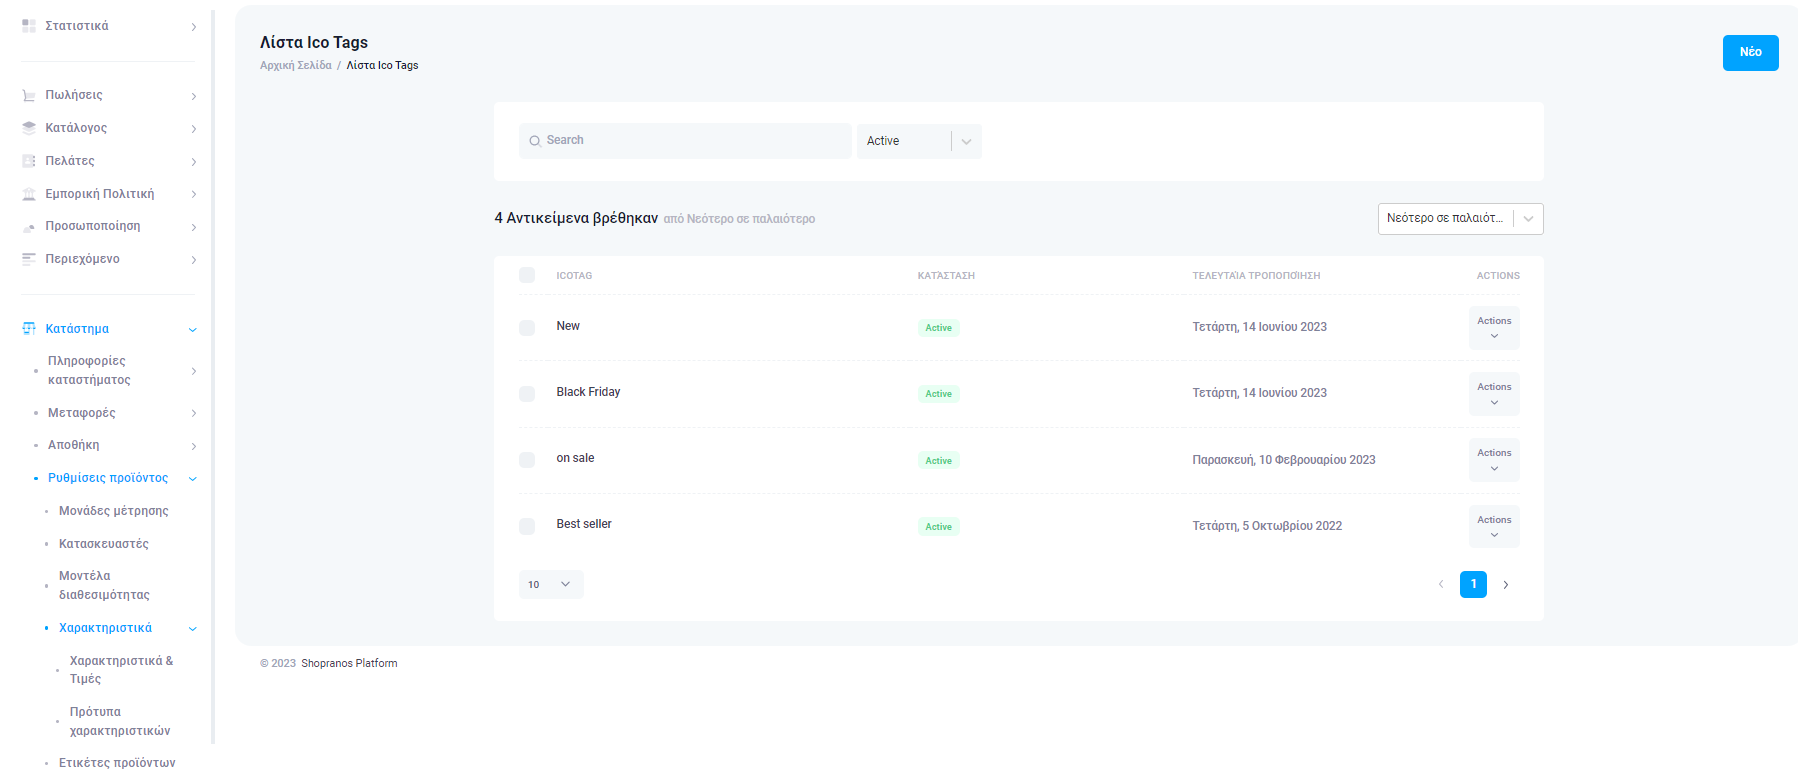 Στατιστικά
Πωλήσεις
Κατάλογος
Πελάτες
Εμπορική Πολιτική
Προσωποποίηση
Περιεχόμενο
Κατάστημα
Πληροφορίες
καταστήματος
Μεταφορές
Αποθήκη
Ρυθμίσεις προϊόντος
Μονάδες μέτρησης
Κατασκευαστές
Μοντέλα
διαθεσιμότητας
Χαρακτηριστικά
Χαρακτηριστικά &
Τιμές
Πρότυπα
χαρακτηριστικών
Ετικέτες προϊόντων
Λίστα Ico Tags
Αρχική Σελίδα / Λίστα Ico Tags
Νέο
Search
Active
4 Αντικείμενα βρέθηκαν από Νεότερο σε παλαιότερο
Νεότερο σε παλαιότ...
ICOTAG ΚΑΤΆΣΤΑΣΗ ΤΕΛΕΥΤΑΊΑ ΤΡΟΠΟΠΟΊΗΣΗ ACTIONS
New Active Τετάρτη, 14 Ιουνίου 2023 Actions
Black Friday Active Τετάρτη, 14 Ιουνίου 2023 Actions
on sale Active Παρασκευή, 10 Φεβρουαρίου 2023 Actions
Best seller Active Τετάρτη, 5 Οκτωβρίου 2022 Actions
10 1
© 2023 Shopranos Platform